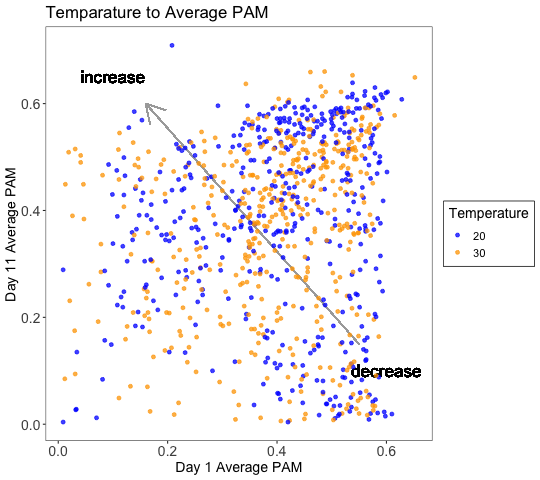 Temparature to Average PAM
increase
decrease
0.6
0.4
0.2
0.0
Day 11 Average PAM
0.0 0.2 0.4 0.6
Day 1 Average PAM
Temperature
20
30